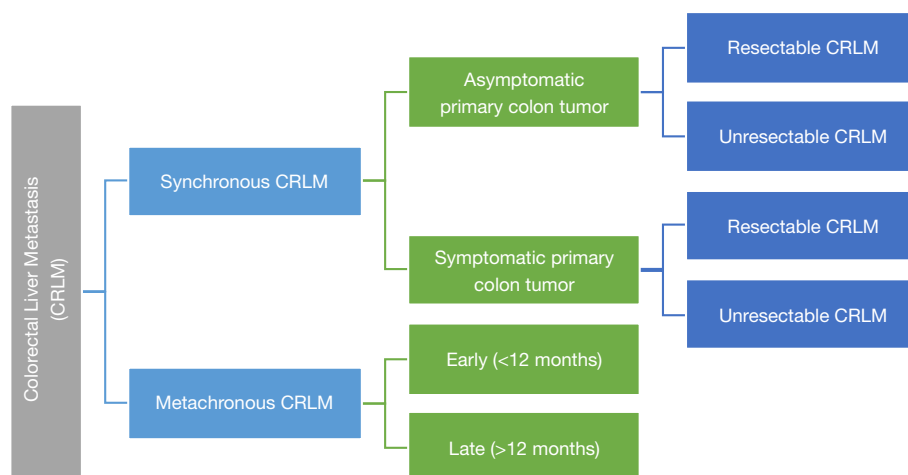 Colorectal Liver Metastasis
(CRLM)
Synchronous CRLM
Asymptomatic
primary colon tumor
Resectable CRLM
Unresectable CRLM
Symptomatic primary
colon tumor
Resectable CRLM
Unresectable CRLM
Metachronous CRLM
Early (<12 months)
Late (>12 months)